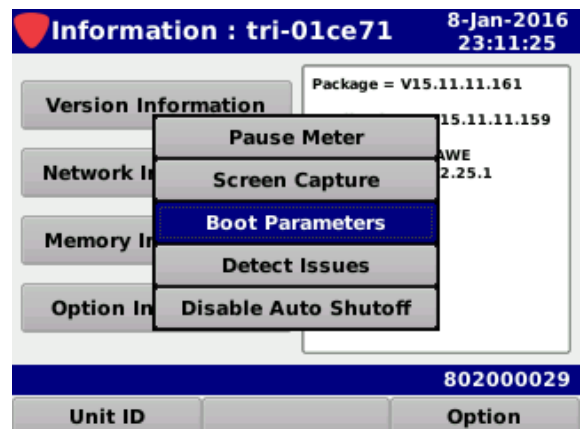 Information : tri-01ce71
8-Jan-2016
23:11:25
Version Information
Network I
Memory In
Option In
Package = V15.11.11.161
15.11.11.159
AWE
2.25.1
Pause Meter
Screen Capture
Boot Parameters
Detect Issues
Disable Auto Shutoff
802000029
Unit ID
Option